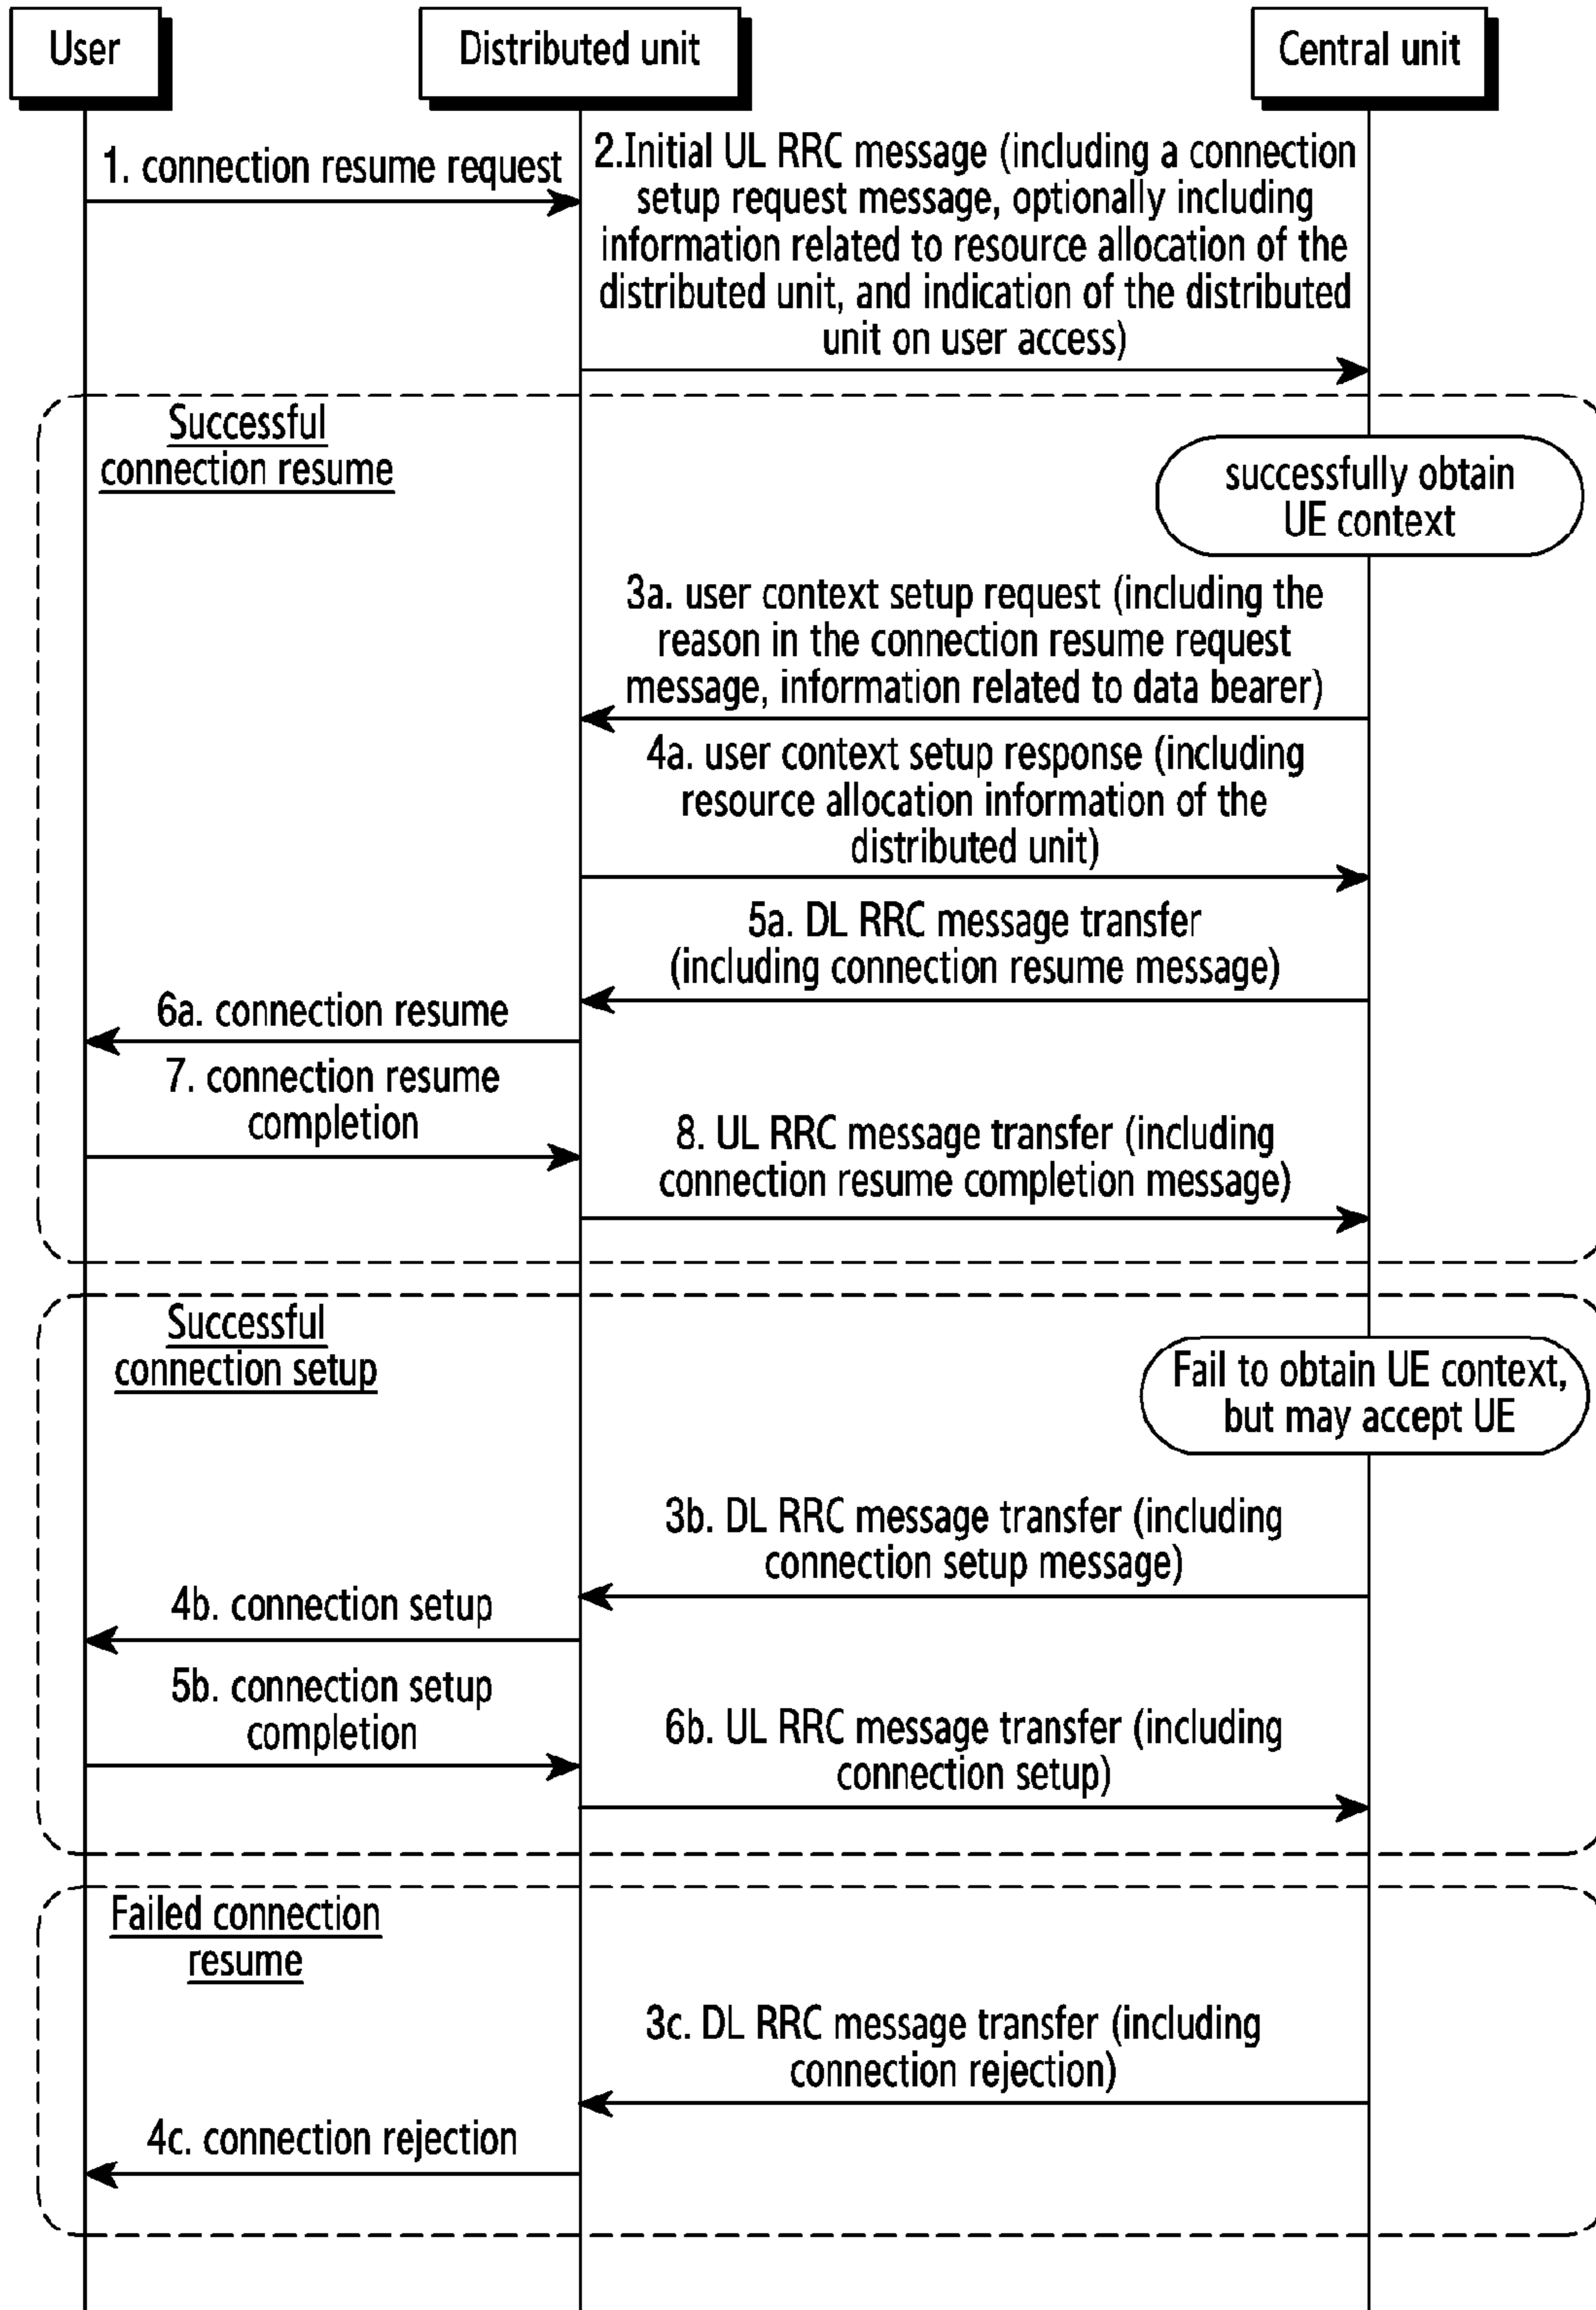 User
Distributed unit
Central unit
1. connection resume request
2.Initial UL RRC message (including a connection
setup request message, optionally including
information related to resource allocation of the
distributed unit, and indication of the distributed
unit on user access)
Successful
connection resume
successfully obtain
UE context
3a. user context setup request (including the
reason in the connection resume request
message, information related to data bearer)
4a. user context setup response (including
resource allocation information of the
distributed unit)
5a. DL RRC message transfer
(including connection resume message)
6a. connection resume
7. connection resume
completion
8. UL RRC message transfer (including
connection resume completion message)
Successful
connection setup
Fail to obtain UE context,
but may accept UE
3b. DL RRC message transfer (including
connection setup message)
4b. connection setup
5b. connection setup
completion
6b. UL RRC message transfer (including
connection setup)
Failed connection
resume
3c. DL RRC message transfer (including
connection rejection)
4c. connection rejection